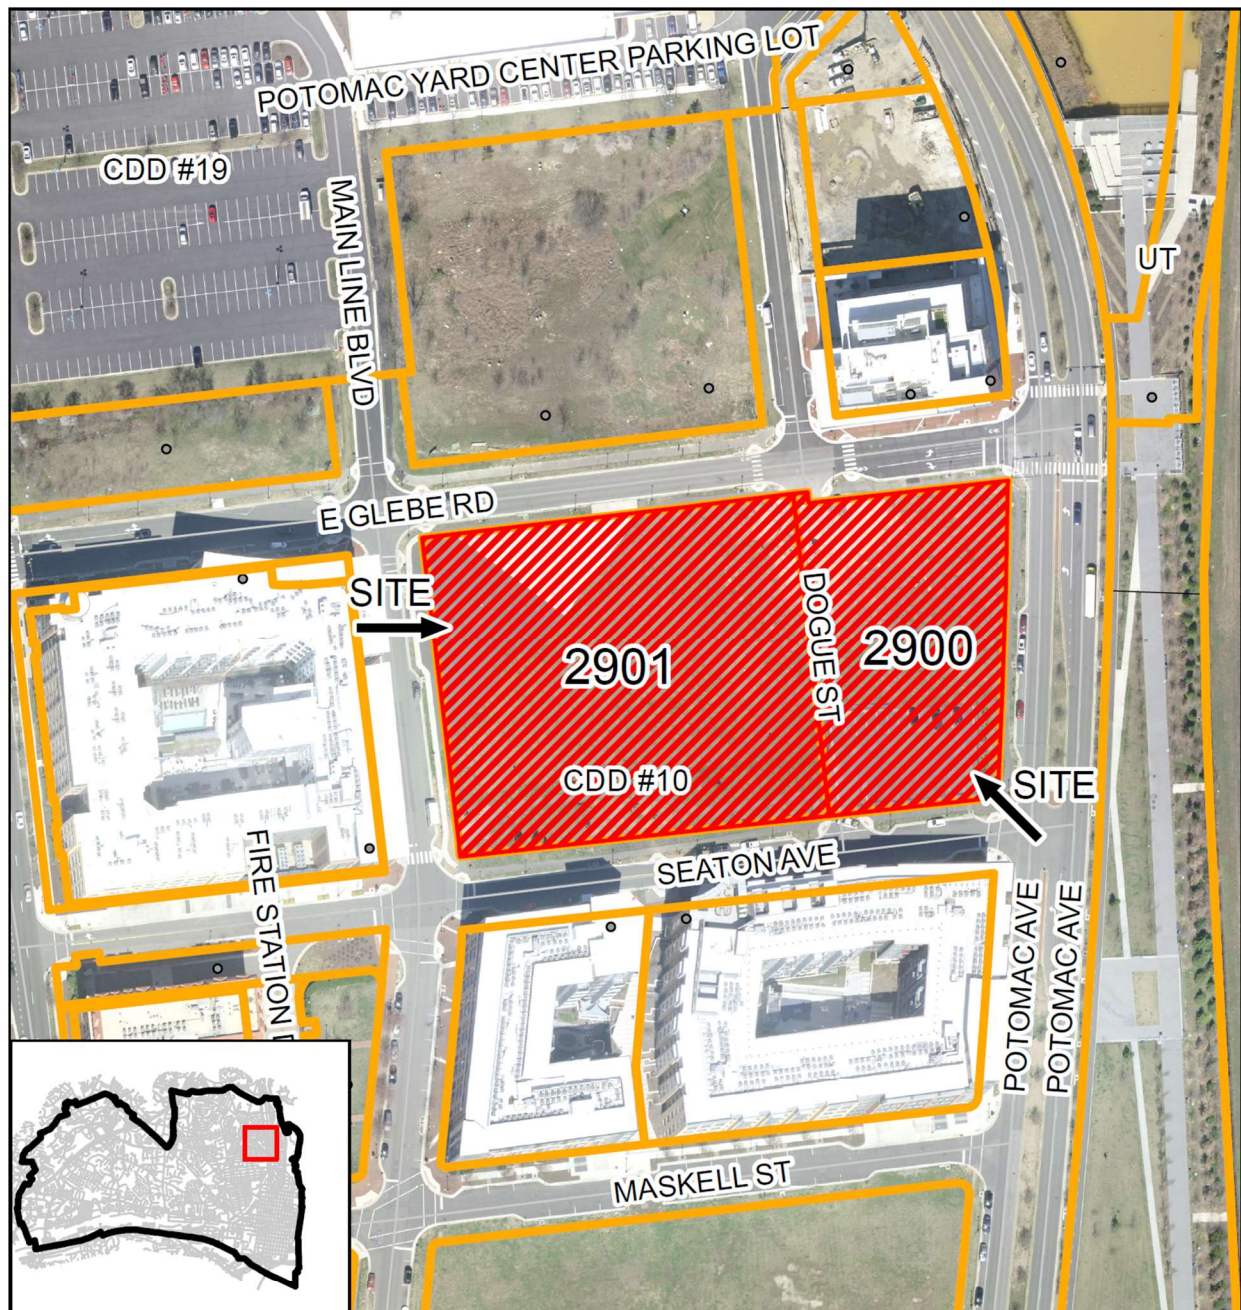 POTOMAC YARD CENTER PARKING LOT
CDD #19
MAIN LINE BLVD
UT
E GLEBE RD
SITE
2901
DOGUE ST
2900
CDD #10
SITE
SEATON AVE
FIRE STATION
POTOMAC AVE
POTOMAC AVE
MASKELL ST